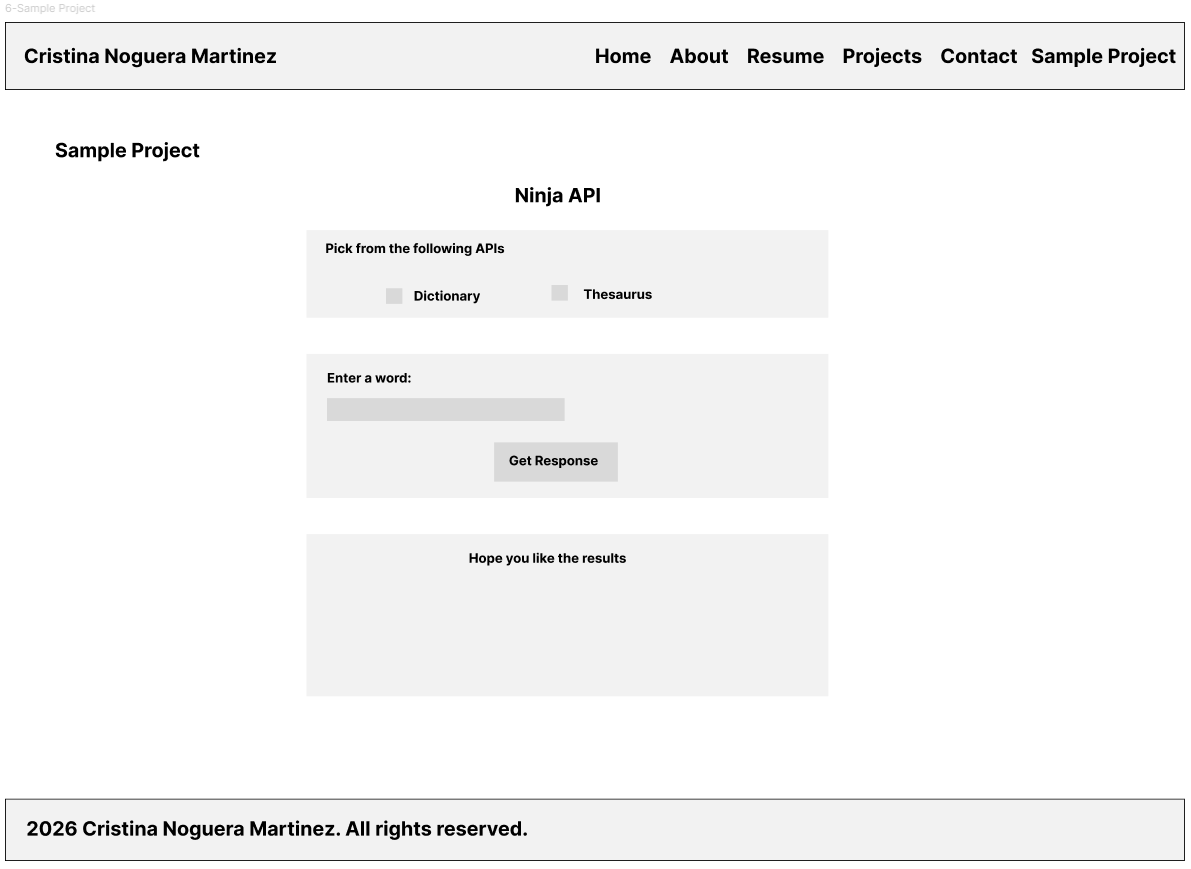 6-Sample Project
Cristina Noguera Martinez Home About Resume Projects Contact Sample Project
Sample Project
Ninja API
Pick from the following APIs
Dictionary Thesaurus
Enter a word:
Get Response
Hope you like the results
2026 Cristina Noguera Martinez. All rights reserved.